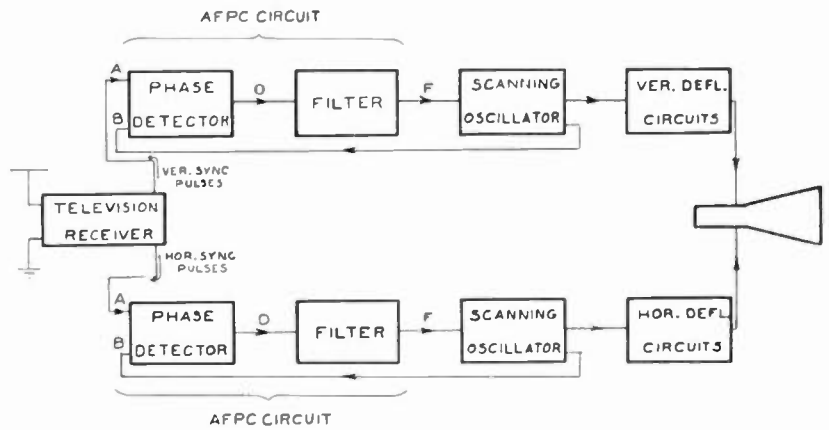 AFPC CIRCUIT
A
B
PHASE
DETECTOR
D
FILTER
F
SCANNING
OSCILLATOR
VER. DEFL.
CIRCUITS
VER. SYNC
PULSES
TELEVISION
RECEIVER
HOR. SYNC
PULSES
A
B
PHASE
DETECTOR
D
FILTER
F
SCANNING
OSCILLATOR
HOR. DEFL.
CIRCUITS
AFPC CIRCUIT